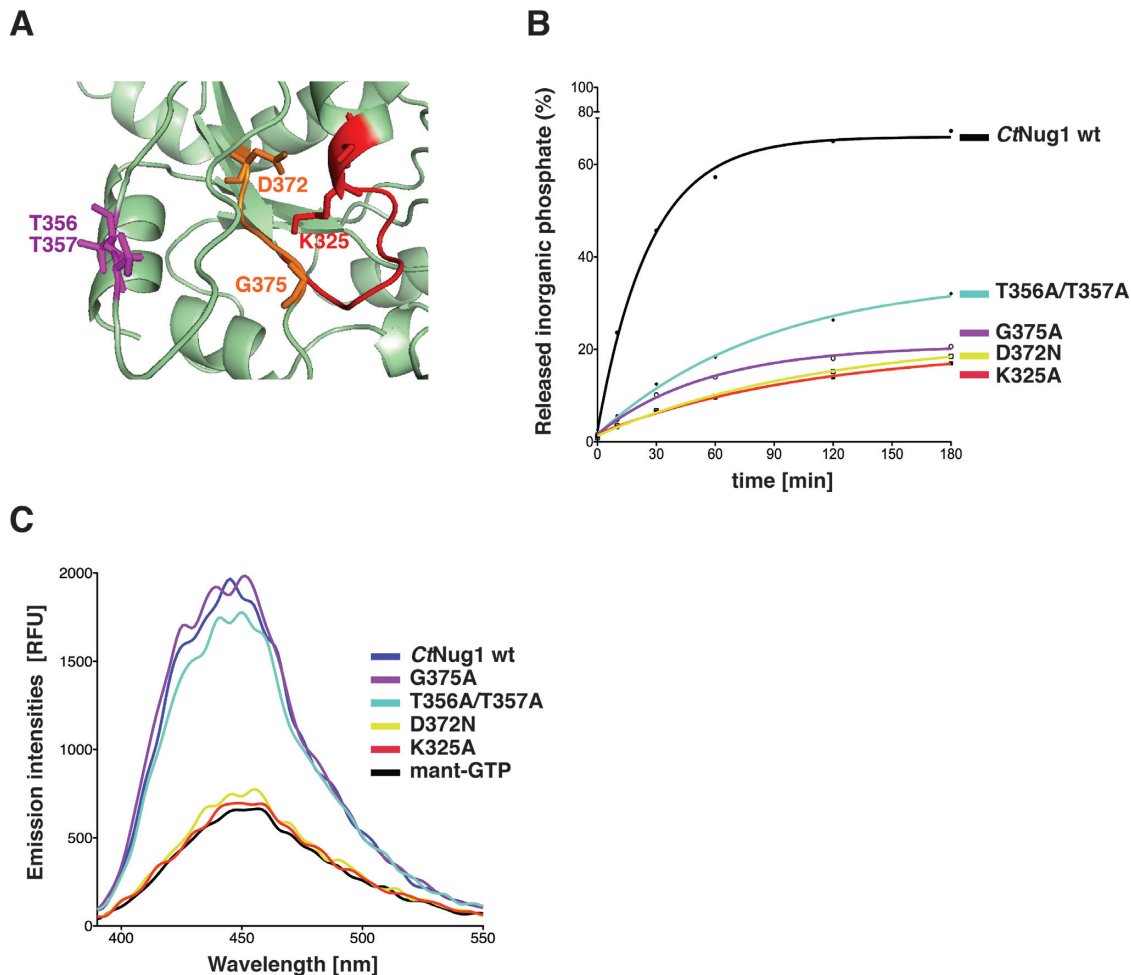 A
T356
T357
D372
K325
G375
B
Released inorganic phosphate (%)
100
80
60
40
20
0
0
30
60
90
120
150
180
time [min]
CtNug1 wt
T356A/T357A
G375A
D372N
K325A
C
Emission intensities [RFU]
2000
1500
1000
500
0
400
450
500
550
Wavelength [nm]
CtNug1 wt
G375A
T356A/T357A
D372N
K325A
mant-GTP